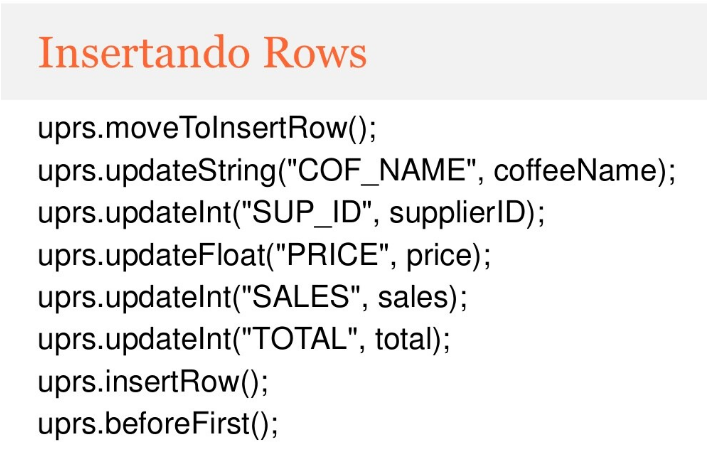 Insertando Rows
uprs.moveToInsertRow();
uprs.updateString("COF_NAME", coffeeName);
uprs.updateInt("SUP_ID", supplierID);
uprs.updateFloat("PRICE", price);
uprs.updateInt("SALES", sales);
uprs.updateInt("TOTAL", total);
uprs.insertRow();
uprs.beforeFirst();